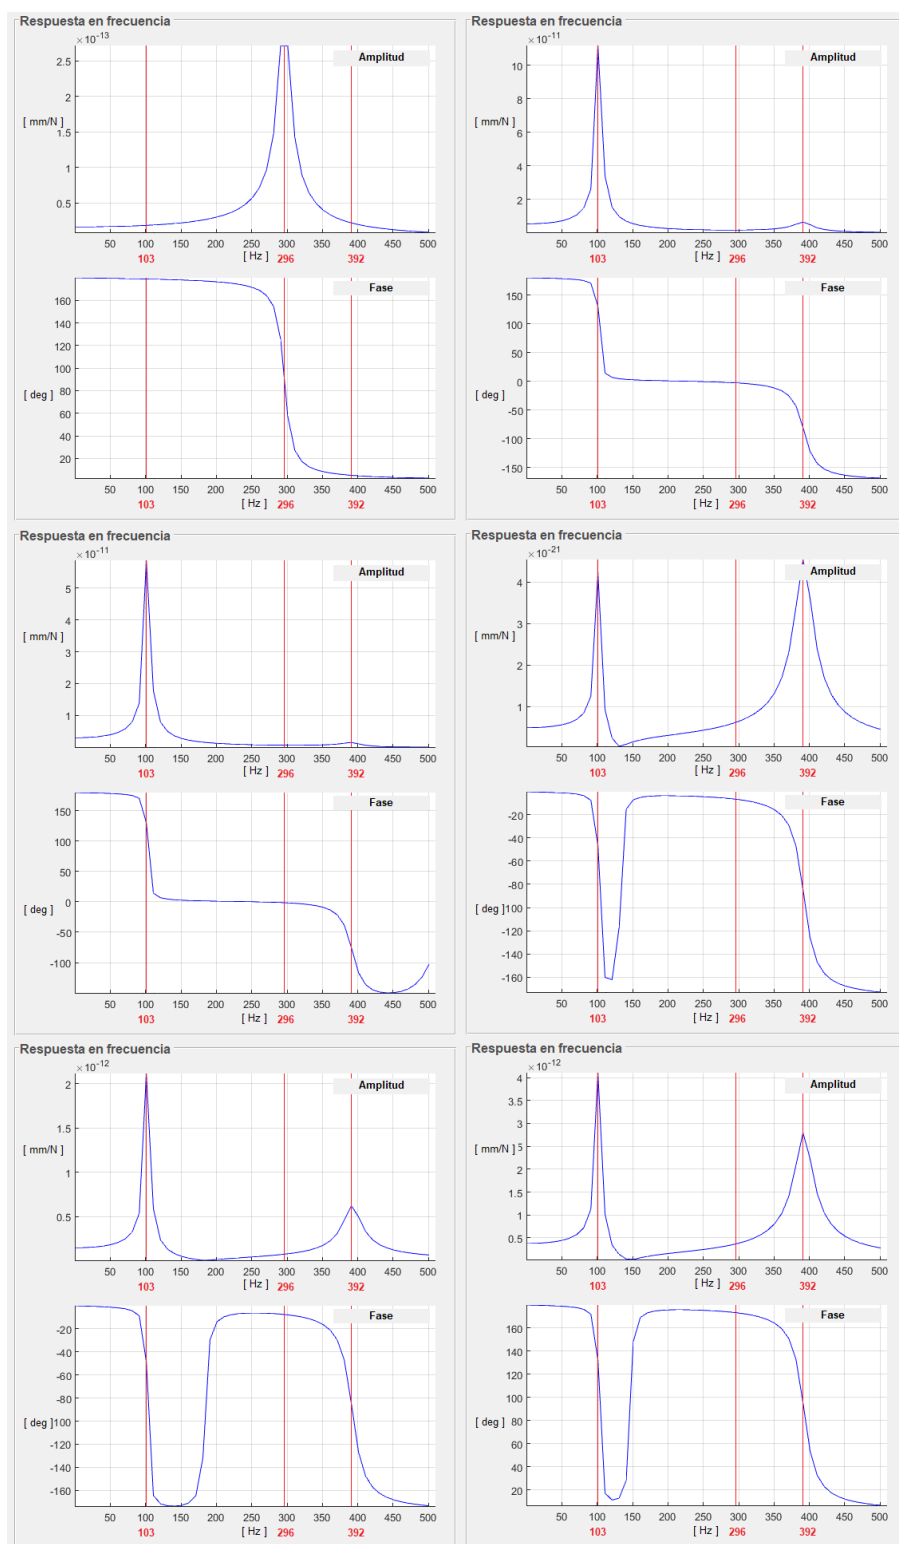 Respuesta en frecuencia
× 10-13
Amplitud
2.5
2
[ mm/N ]
1.5
1
0.5
50 100 150 200 250 300 350 400 450 500
103 [ Hz ] 296 392
Fase
160
140
120
100
80
[ deg ]
60
40
20
50 100 150 200 250 300 350 400 450 500
103 [ Hz ] 296 392
Respuesta en frecuencia
× 10-11
Amplitud
10
8
[ mm/N ]
6
4
2
50 100 150 200 250 300 350 400 450 500
103 [ Hz ] 296 392
Fase
150
100
50
0
[ deg ]
-50
-100
-150
50 100 150 200 250 300 350 400 450 500
103 [ Hz ] 296 392
Respuesta en frecuencia
× 10-11
Amplitud
5
4
[ mm/N ]
3
2
1
50 100 150 200 250 300 350 400 450 500
103 [ Hz ] 296 392
Fase
150
100
50
0
[ deg ]
-50
-100
50 100 150 200 250 300 350 400 450 500
103 [ Hz ] 296 392
Respuesta en frecuencia
× 10-21
Amplitud
4
3
[ mm/N ]
2
1
50 100 150 200 250 300 350 400 450 500
103 [ Hz ] 296 392
Fase
-20
-40
-60
-80
[ deg ]100
-120
-140
-160
50 100 150 200 250 300 350 400 450 500
103 [ Hz ] 296 392
Respuesta en frecuencia
× 10-12
Amplitud
2
1.5
[ mm/N ]
1
0.5
50 100 150 200 250 300 350 400 450 500
103 [ Hz ] 296 392
Fase
-20
-40
-60
-80
[ deg ]100
-120
-140
-160
50 100 150 200 250 300 350 400 450 500
103 [ Hz ] 296 392
Respuesta en frecuencia
× 10-12
Amplitud
4
3.5
3
[ mm/N ] 5
2
1.5
1
0.5
50 100 150 200 250 300 350 400 450 500
103 [ Hz ] 296 392
Fase
160
140
120
100
[ deg ]
80
60
40
20
50 100 150 200 250 300 350 400 450 500
103 [ Hz ] 296 392